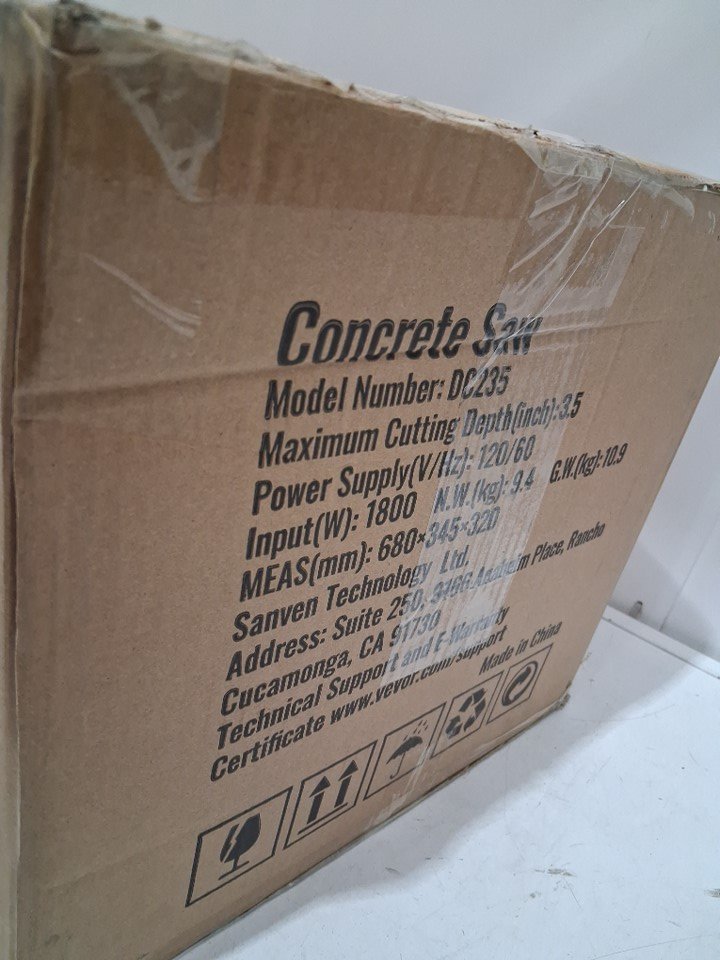 Concrete Saw
Model Number: DC235
Maximum Cutting Depth(inch):3.5
Power Supply(V/Hz): 120/60
Input(W): 1800 N.W.(kg): 9.4 G.W.(kg): 10.9
MEAS(mm): 680×345×320
Sanven Technology Ltd.
Address: Suite 250, 9166 Anaheim Place, Rancho
Cucamonga, CA 91730
Technical Support and E-Warranty
Certificate www.vevor.com/support
Made in China